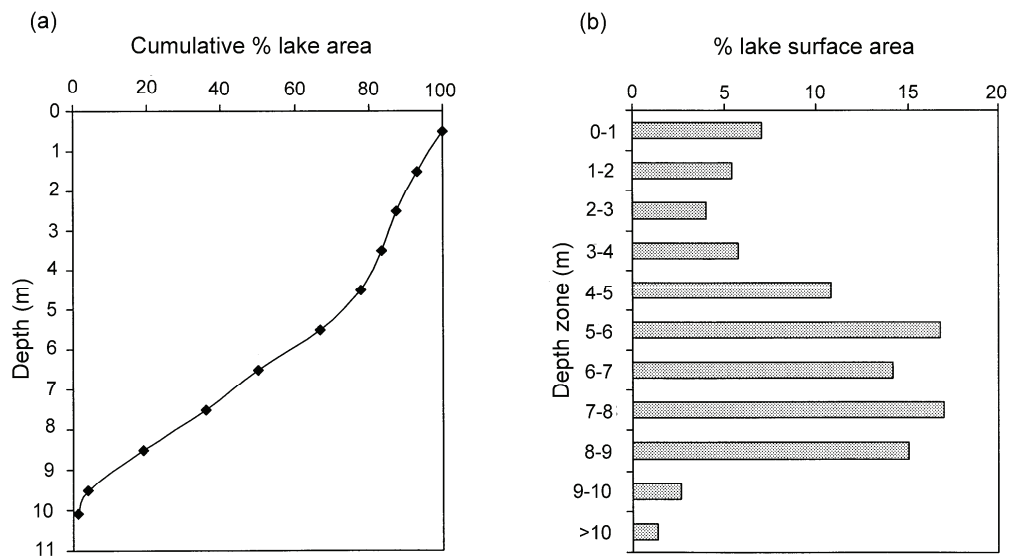 (a)
Cumulative % lake area
0 20 40 60 80 100
Depth (m)
0
1
2
3
4
5
6
7
8
9
10
11
(b)
% lake surface area
0 5 10 15 20
Depth zone (m)
0-1
1-2
2-3
3-4
4-5
5-6
6-7
7-8
8-9
9-10
>10